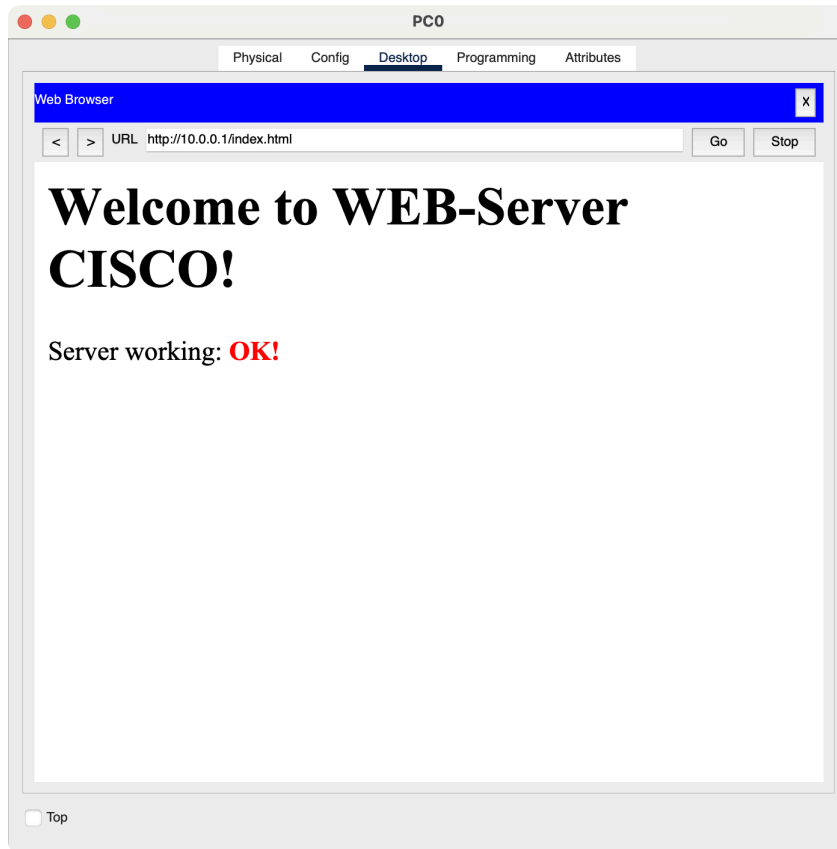 PC0
Physical Config Desktop Programming Attributes
Web Browser X
< > URL http://10.0.0.1/index.html Go Stop
Welcome to WEB-Server
CISCO!
Server working: OK!
Top